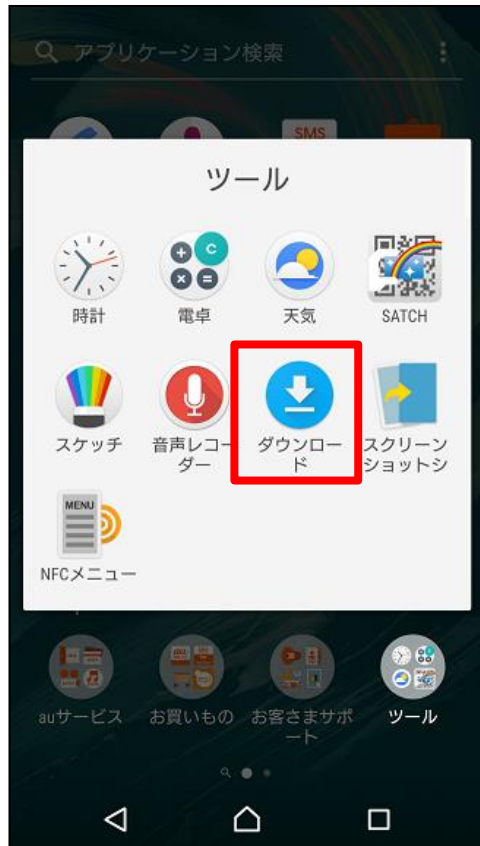 アプリケーション検索
SMS
ツール
C
時計
電卓
天気
SATCH
スケッチ
音声レコー
ダー
ダウンロー
ド
スクリーン
ショットシ
MENU
NFCメニュー
auサービス
お買いもの
お客さまサポ
ート
ツール